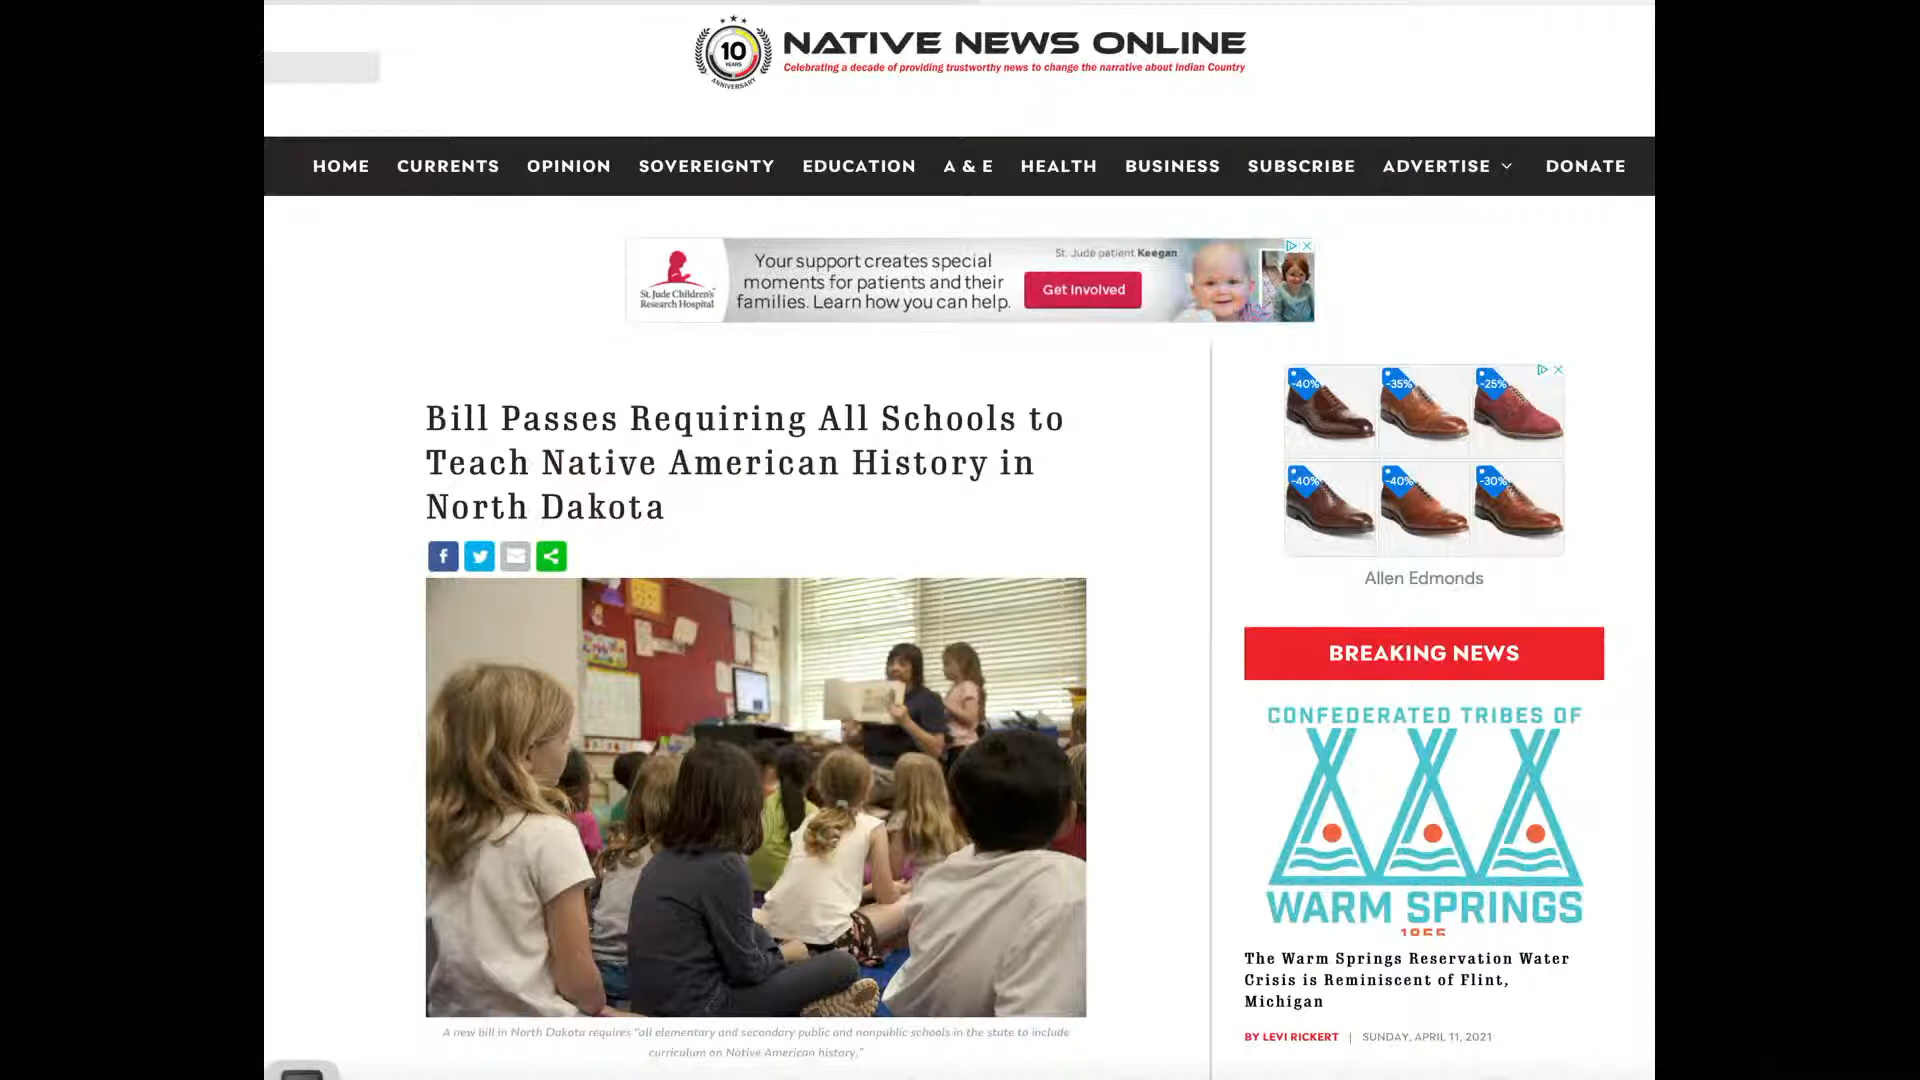 10
YEARS
ANNIVERSARY
NATIVE NEWS ONLINE
Celebrating a decade of providing trustworthy news to change the narrative about Indian Country
HOME CURRENTS OPINION SOVEREIGNTY EDUCATION A & E HEALTH BUSINESS SUBSCRIBE ADVERTISE DONATE
St. Jude Children's
Research Hospital
Your support creates special
moments for patients and their
families. Learn how you can help.
St. Jude patient Keegan
Get Involved
Bill Passes Requiring All Schools to
Teach Native American History in
North Dakota
A new bill in North Dakota requires "all elementary and secondary public and nonpublic schools in the state to include
curriculum on Native American history,"
-40% -35% -25%
-40% -40% -30%
Allen Edmonds
BREAKING NEWS
CONFEDERATED TRIBES OF
WARM SPRINGS
1855
The Warm Springs Reservation Water
Crisis is Reminiscent of Flint,
Michigan
BY LEVI RICKERT | SUNDAY, APRIL 11, 2021